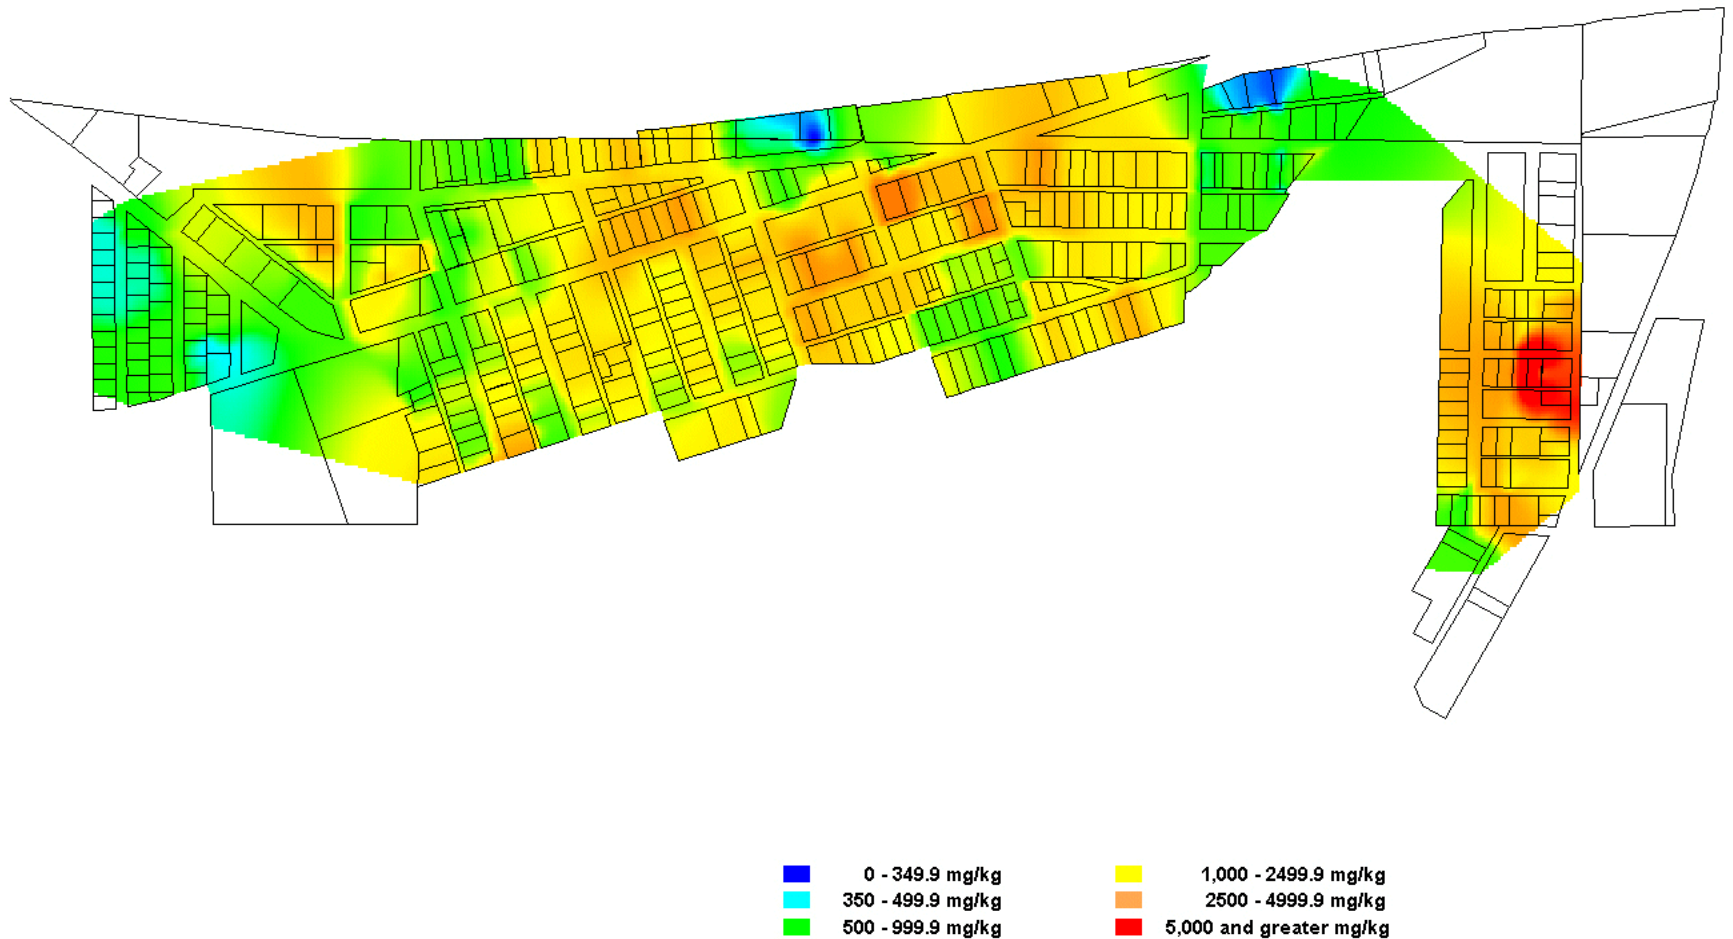 0 - 349.9 mg/kg
350 - 499.9 mg/kg
500 - 999.9 mg/kg
1,000 - 2499.9 mg/kg
2500 - 4999.9 mg/kg
5,000 and greater mg/kg